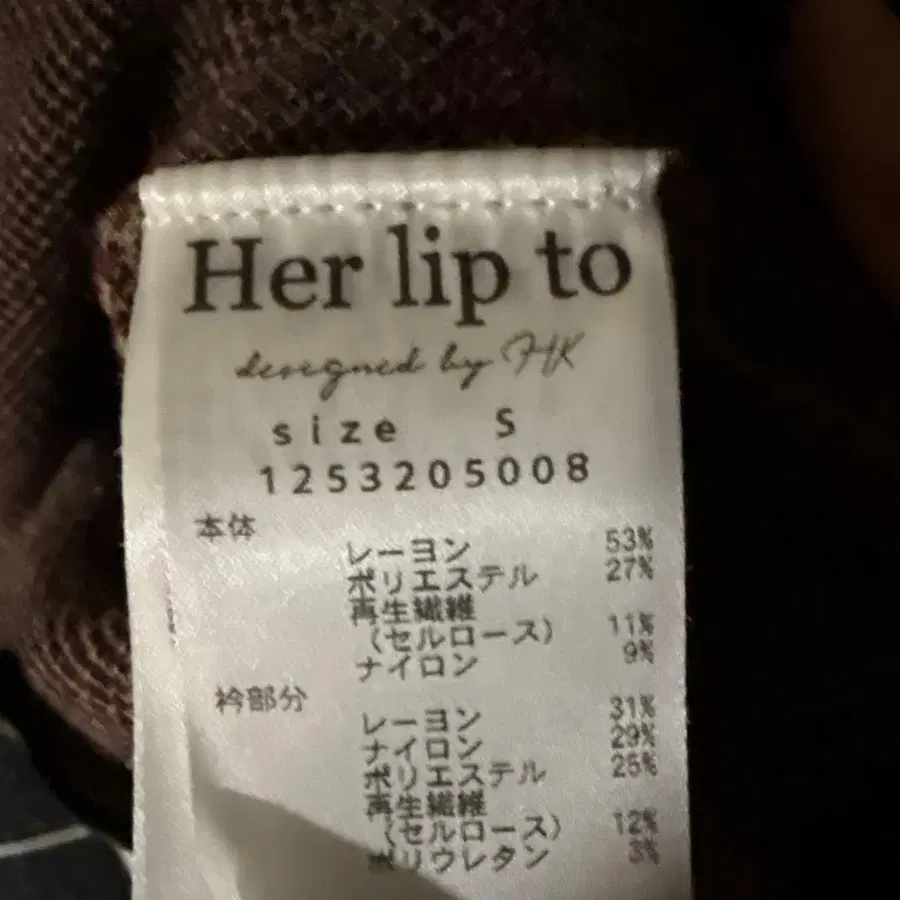 Her lip to
designed by HK
size S
1253205008
本体
レーヨン 53%
ポリエステル 27%
再生繊維
(セルロース) 11%
ナイロン 9%
衿部分
レーヨン 31%
ナイロン 29%
ポリエステル 25%
再生繊維
(セルロース) 12%
ポリウレタン 3%